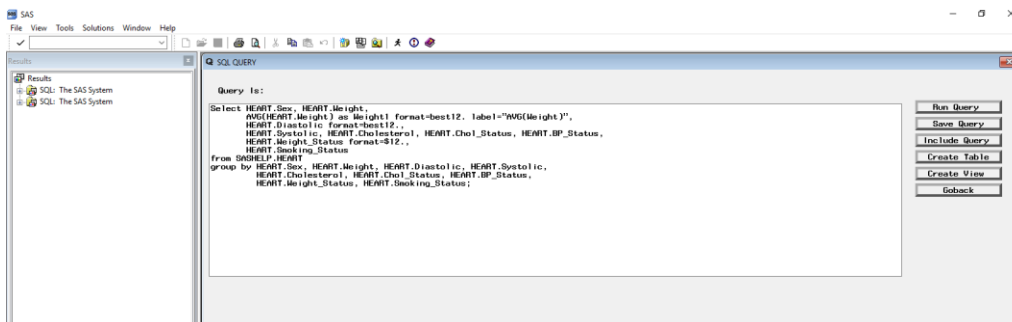 SAS
File View Tools Solutions Window Help
Results
SQL QUERY
Results
SQL: The SAS System
SQL: The SAS System
Query Is:
Select HEART.Sex, HEART.Weight,
AVG(HEART.Weight) as Weight1 format=best12. label="AVG(Weight)",
HEART.Diastolic format=best12.,
HEART.Systolic, HEART.Cholesterol, HEART.Chol_Status, HEART.BP_Status,
HEART.Weight_Status format=$12.,
HEART.Smoking_Status
from SASHELP.HEART
group by HEART.Sex, HEART.Weight, HEART.Diastolic, HEART.Systolic,
HEART.Cholesterol, HEART.Chol_Status, HEART.BP_Status,
HEART.Weight_Status, HEART.Smoking_Status;
Run Query
Save Query
Include Query
Create Table
Create View
Goback